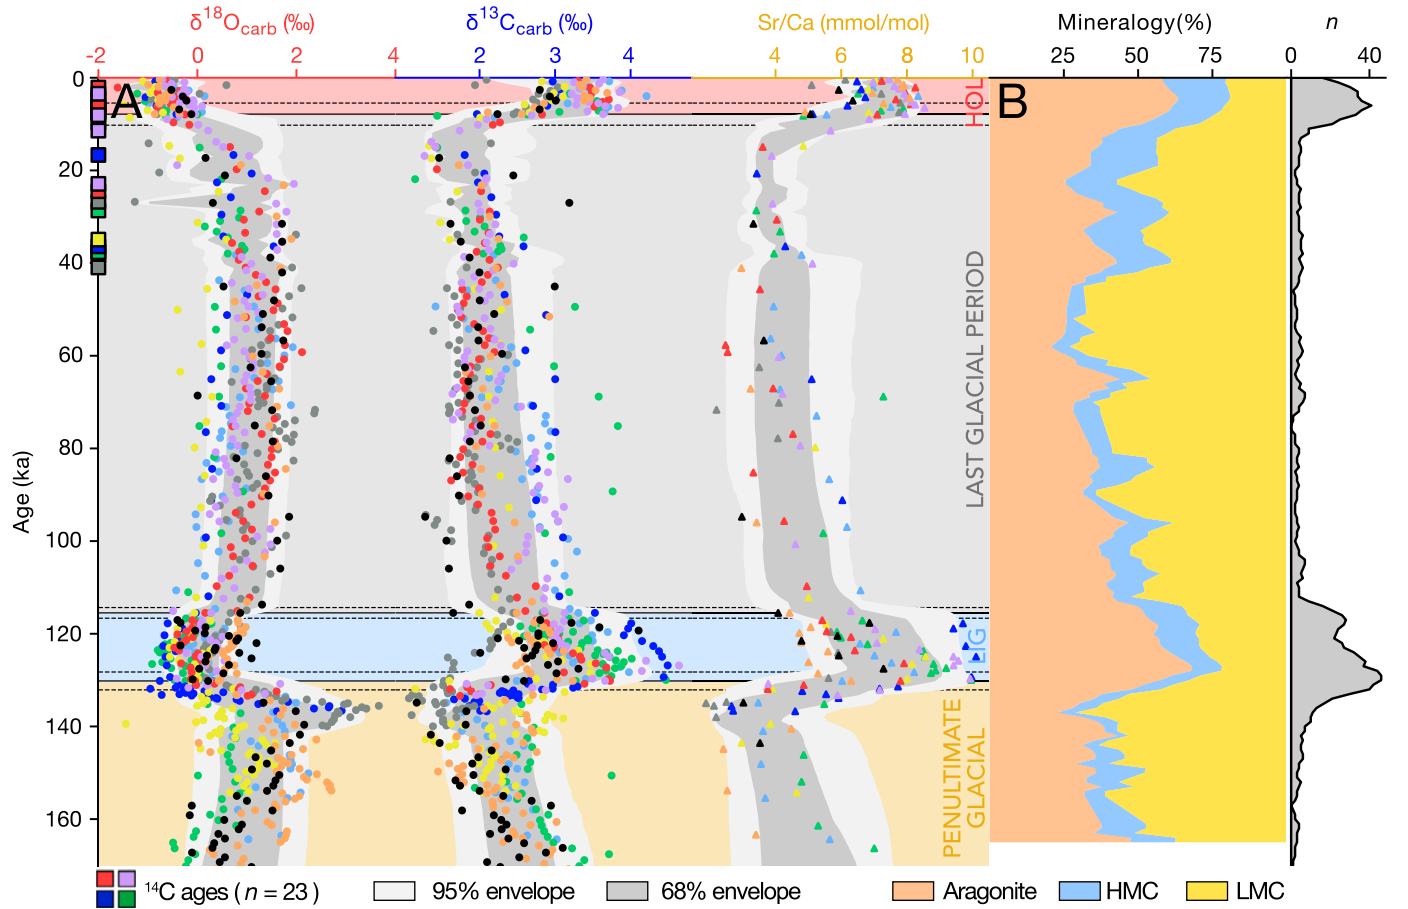 δ¹⁸Ocarb (‰) δ¹³Ccarb (‰) Sr/Ca (mmol/mol) Mineralogy(%) n
-2 0 2 4 2 3 4 4 6 8 10 25 50 75 0 40
A
B
HOL
LAST GLACIAL PERIOD
LIG
PENULTIMATE
GLACIAL
Age (ka)
0
20
40
60
80
100
120
140
160
¹⁴C ages (n = 23) 95% envelope 68% envelope Aragonite HMC LMC